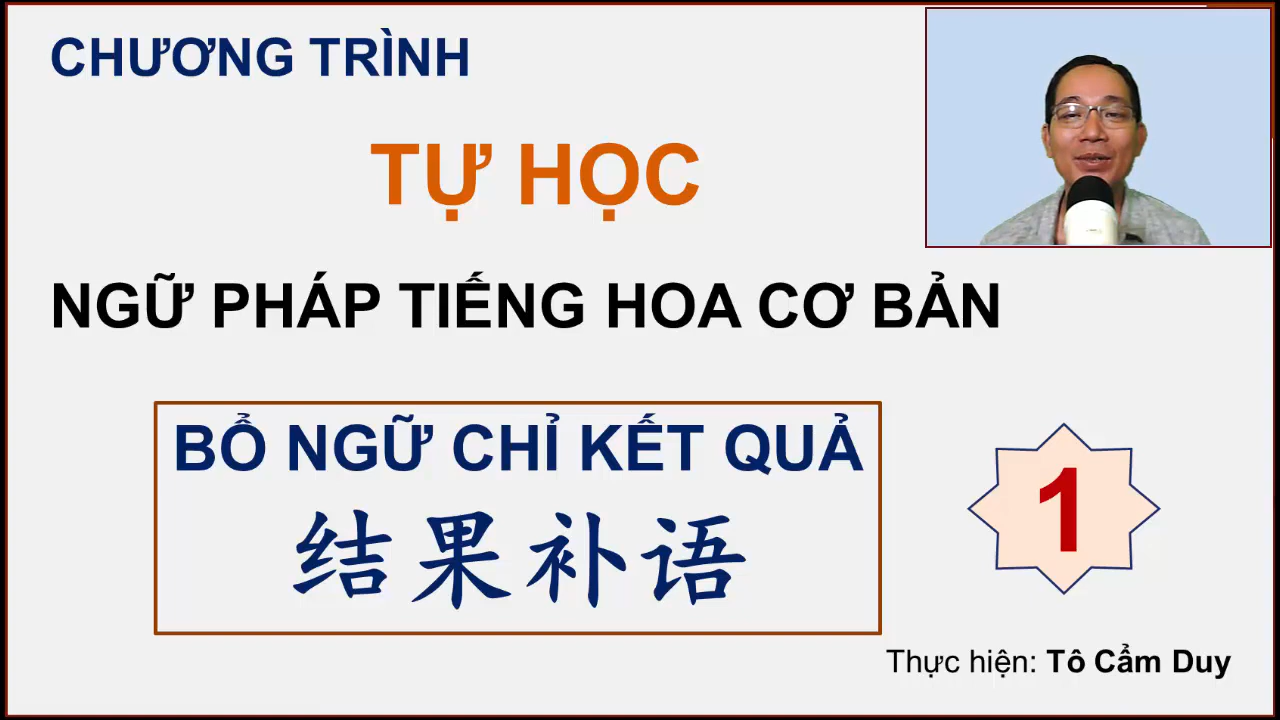 CHƯƠNG TRÌNH
TỰ HỌC
NGỮ PHÁP TIẾNG HOA CƠ BẢN
BỔ NGỮ CHỈ KẾT QUẢ
结果补语
1
Thực hiện: Tô Cẩm Duy